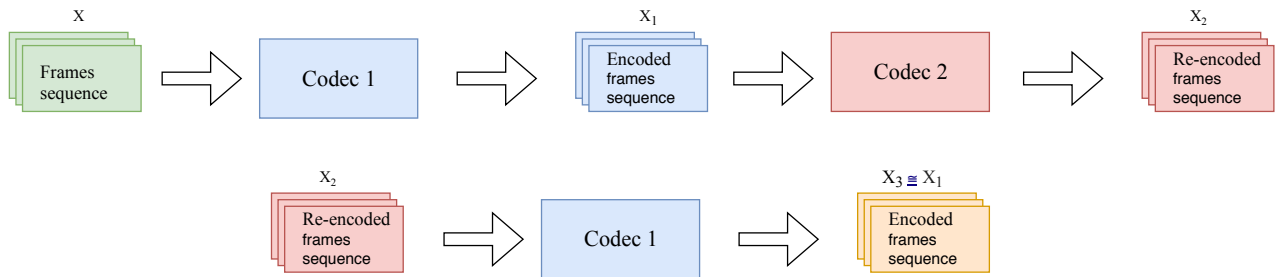 X
X1
X2
Frames
sequence
Codec 1
Encoded
frames
sequence
Codec 2
Re-encoded
frames
sequence
X2
X3 ≅ X1
Re-encoded
frames
sequence
Codec 1
Encoded
frames
sequence